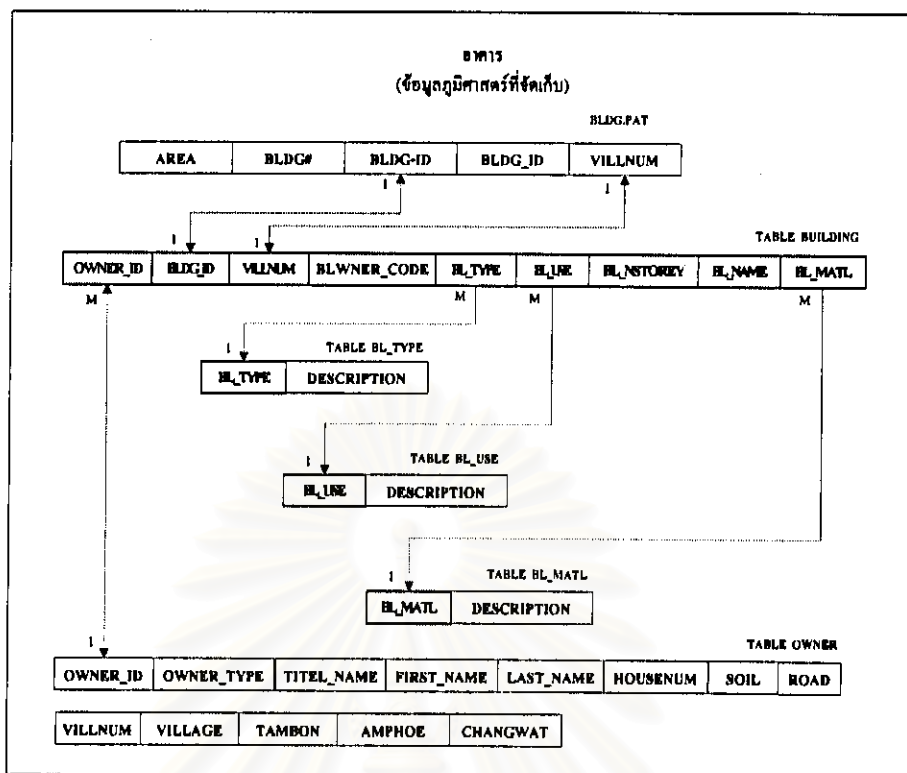 อาคาร
(ข้อมูลภูมิศาสตร์ที่จัดเก็บ)
BLDG.PAT
AREA BLDG# BLDG-ID BLDG_ID VILLNUM
1 1
1 1
TABLE BUILDING
OWNER_ID BLDG_ID VILLNUM BLWNER_CODE BL_TYPE BL_USE BL_NSTOREY BL_NAME BL_MATL
M M M M
1 TABLE BL_TYPE
BL_TYPE DESCRIPTION
1 TABLE BL_USE
BL_USE DESCRIPTION
1 TABLE BL_MATL
BL_MATL DESCRIPTION
1 TABLE OWNER
OWNER_ID OWNER_TYPE TITEL_NAME FIRST_NAME LAST_NAME HOUSENUM SOIL ROAD
VILLNUM VILLAGE TAMBON AMPHOE CHANGWAT